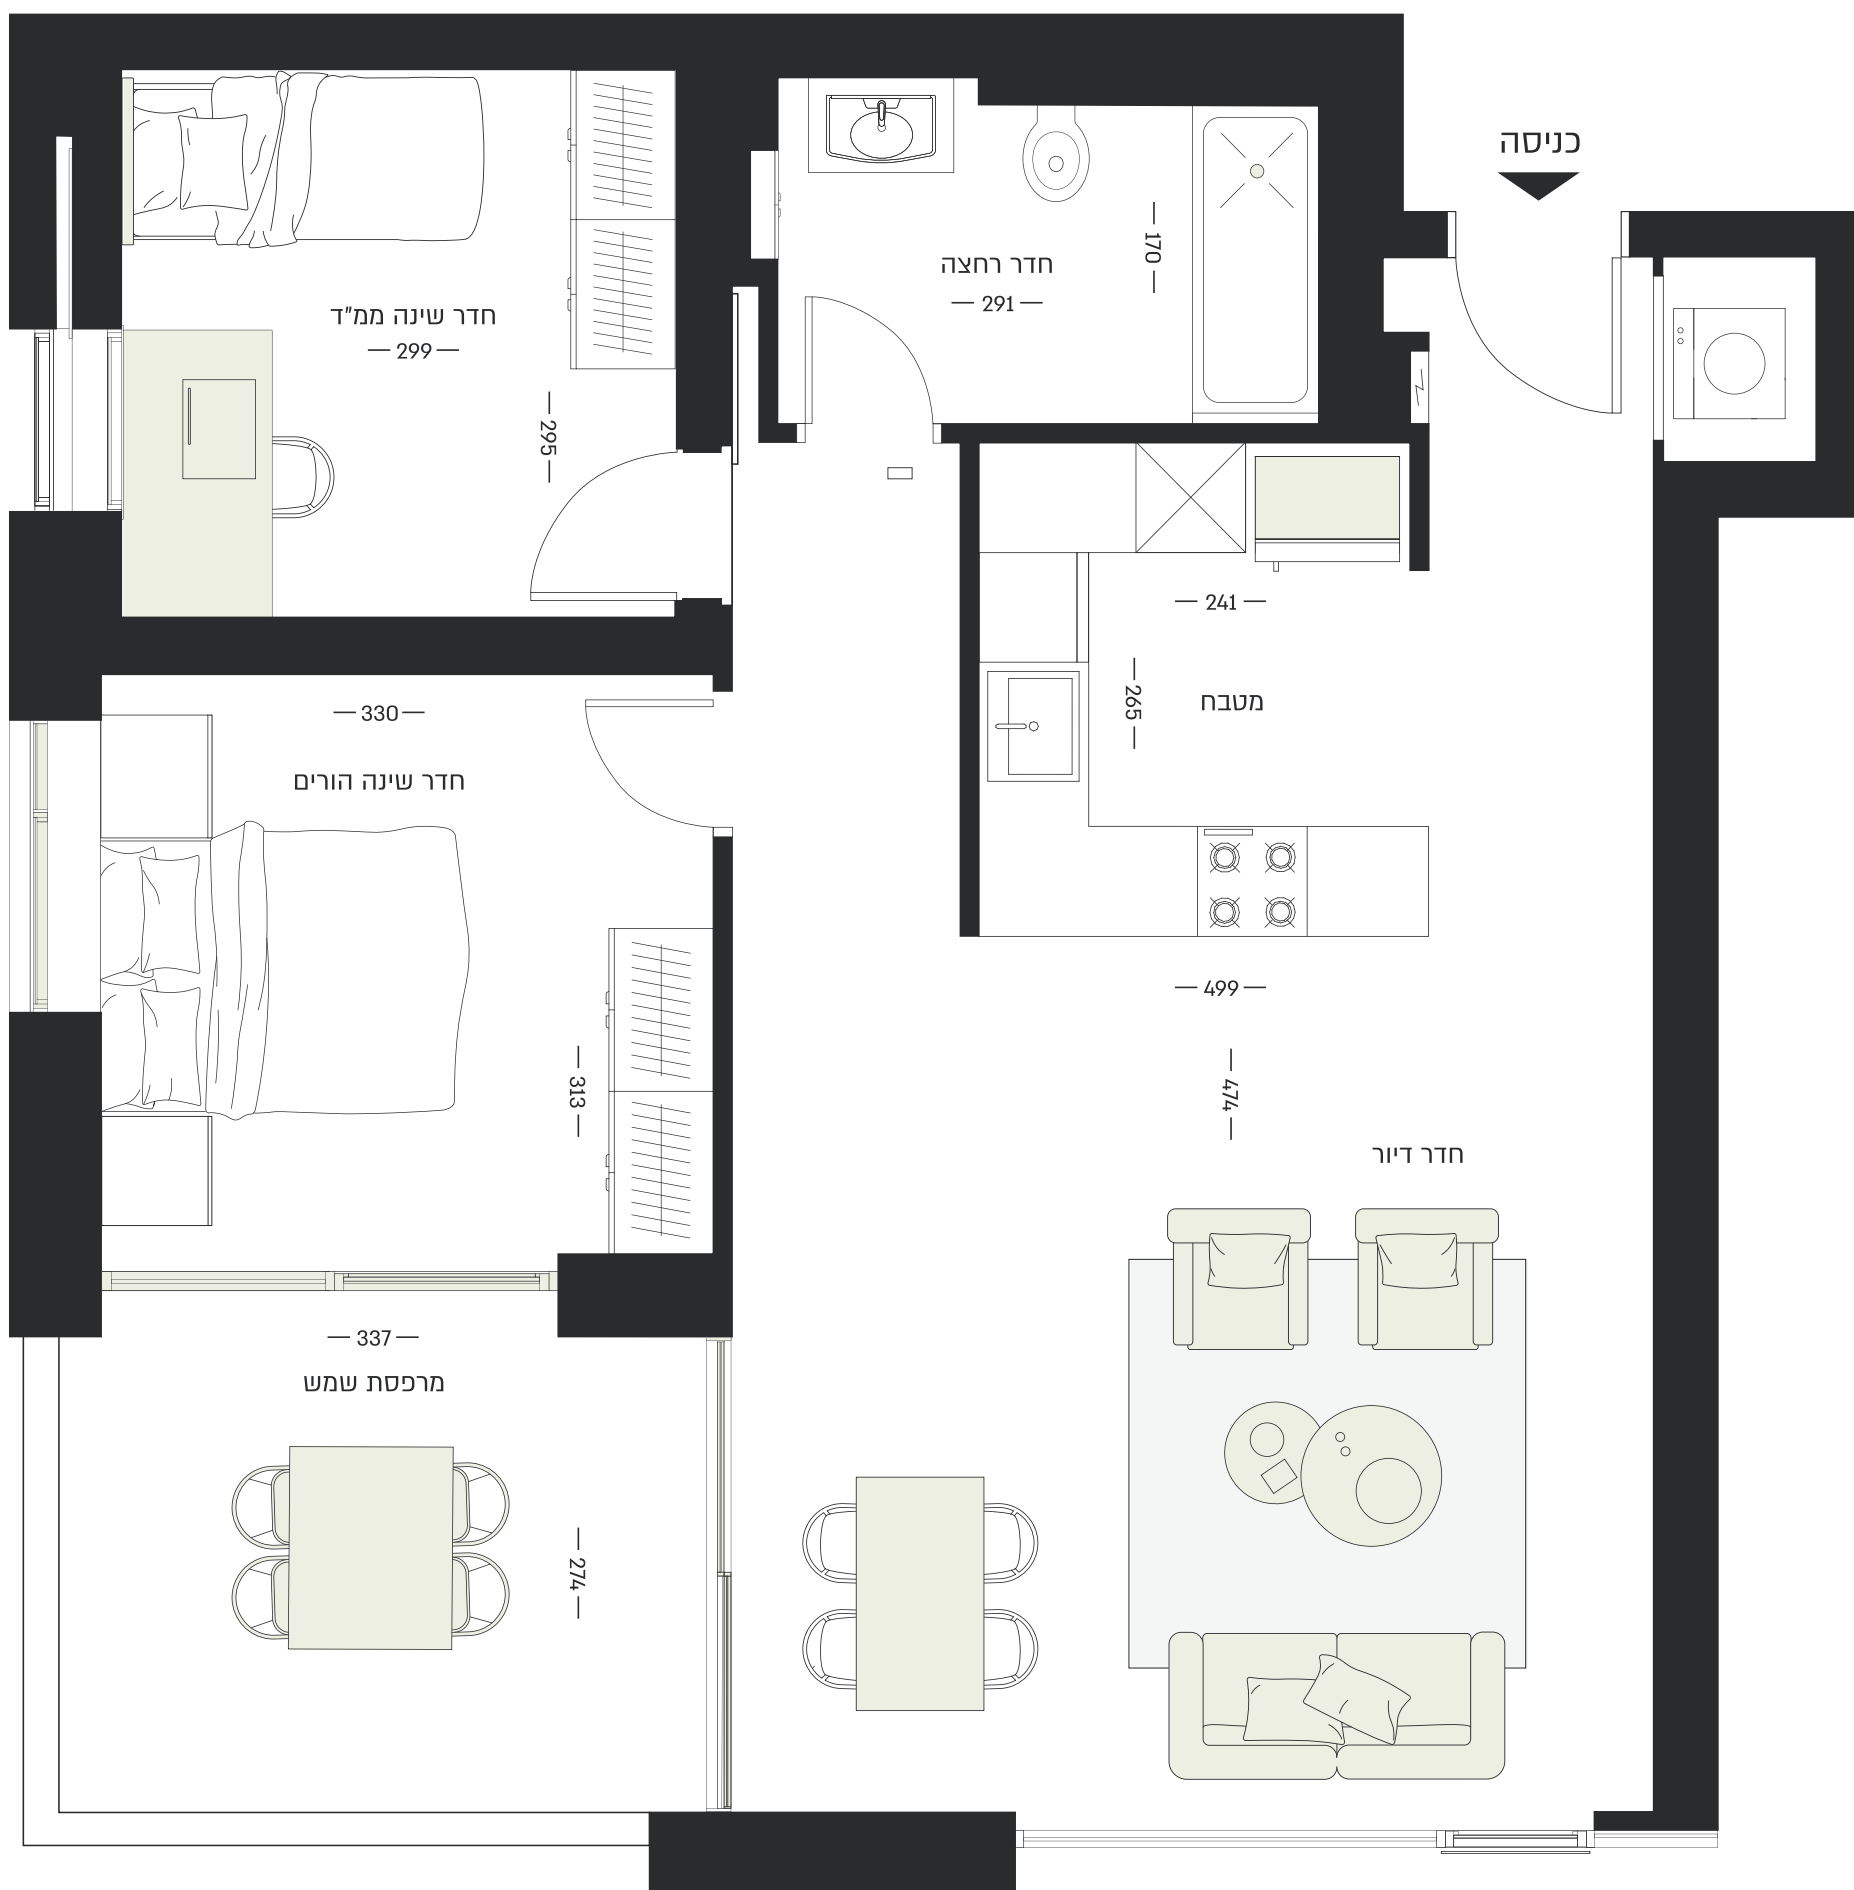 כניסה
חדר רחצה
291
170
חדר שינה ממ"ד
299
295
241
265
מטבח
330
חדר שינה הורים
313
499
474
חדר דיור
337
מרפסת שמש
274